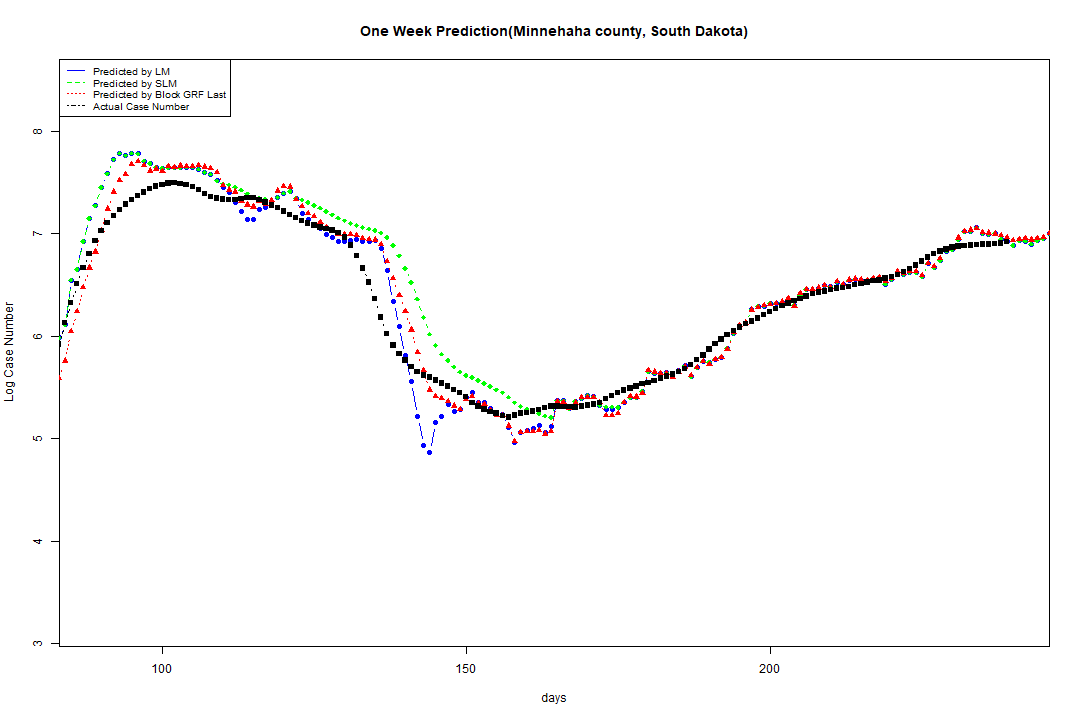 One Week Prediction(Minnehaha county, South Dakota)
Predicted by LM
Predicted by SLM
Predicted by Block GRF Last
Actual Case Number
8
7
6
5
4
3
Log Case Number
100 150 200
days